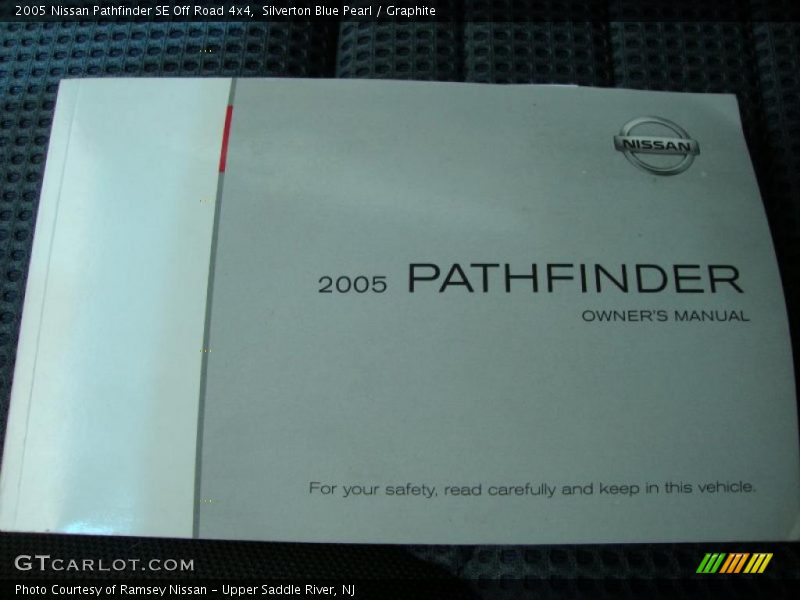 2005 Nissan Pathfinder SE Off Road 4x4, Silverton Blue Pearl / Graphite
NISSAN
2005 PATHFINDER
OWNER'S MANUAL
For your safety, read carefully and keep in this vehicle.
GTCARLOT.COM
Photo Courtesy of Ramsey Nissan – Upper Saddle River, NJ